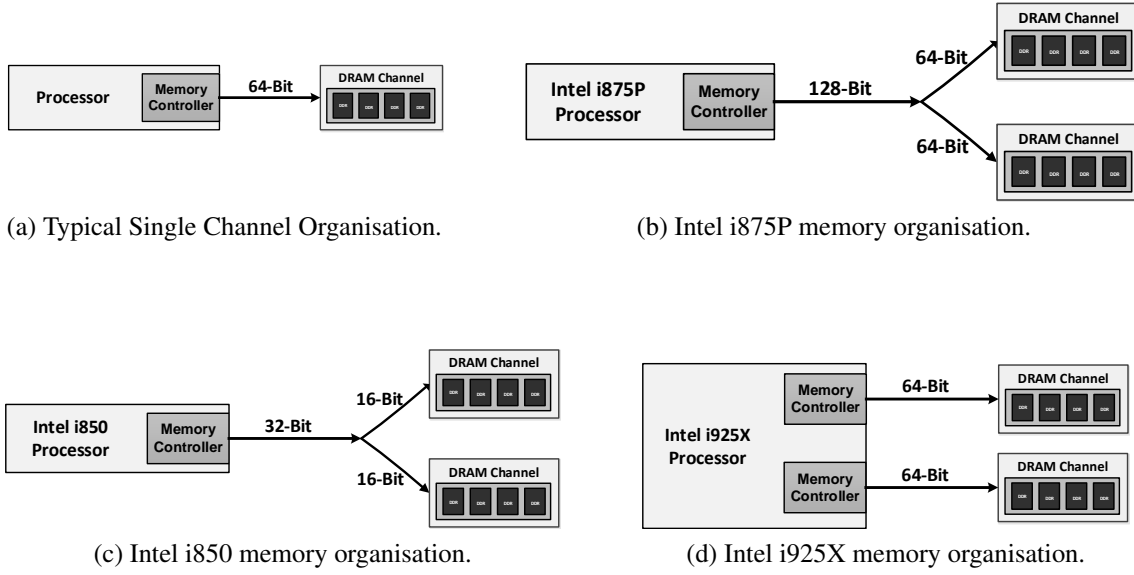 Processor
Memory
Controller
64-Bit
DRAM Channel
DDR DDR DDR DDR
(a) Typical Single Channel Organisation.
Intel i875P
Processor
Memory
Controller
128-Bit
64-Bit
64-Bit
DRAM Channel
DDR DDR DDR DDR
DRAM Channel
DDR DDR DDR DDR
(b) Intel i875P memory organisation.
Intel i850
Processor
Memory
Controller
32-Bit
16-Bit
16-Bit
DRAM Channel
DDR DDR DDR DDR
DRAM Channel
DDR DDR DDR DDR
(c) Intel i850 memory organisation.
Intel i925X
Processor
Memory
Controller
64-Bit
DRAM Channel
DDR DDR DDR DDR
Memory
Controller
64-Bit
DRAM Channel
DDR DDR DDR DDR
(d) Intel i925X memory organisation.